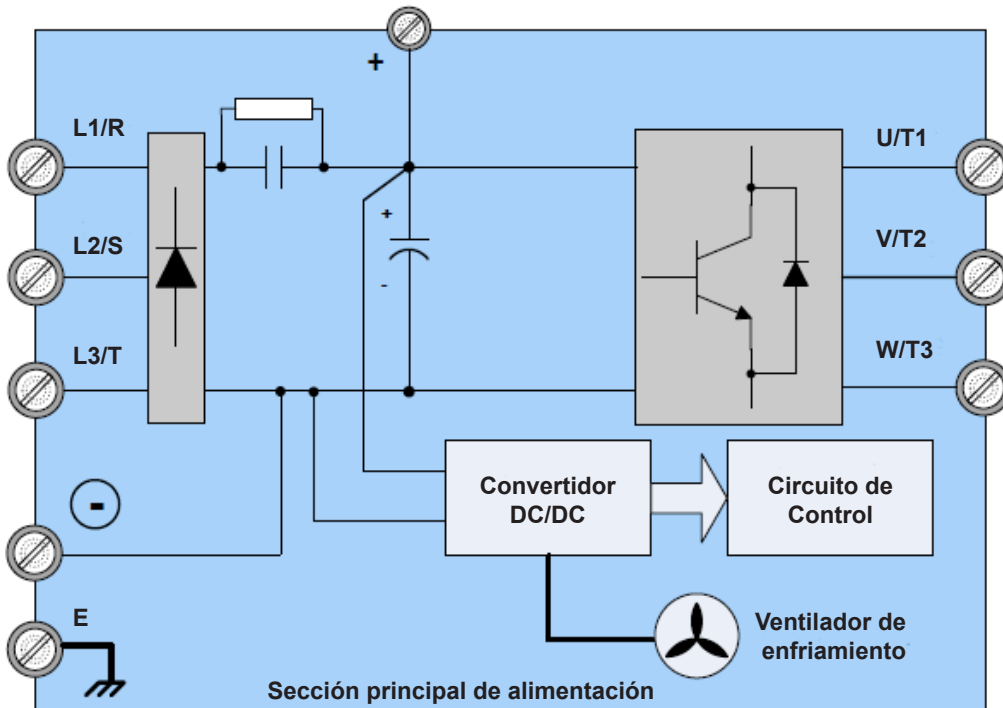 +
L1/R
U/T1
+
L2/S
V/T2
-
L3/T
W/T3
-
Convertidor
DC/DC
Circuito de
Control
E
Ventilador de
enfriamiento
Sección principal de alimentación